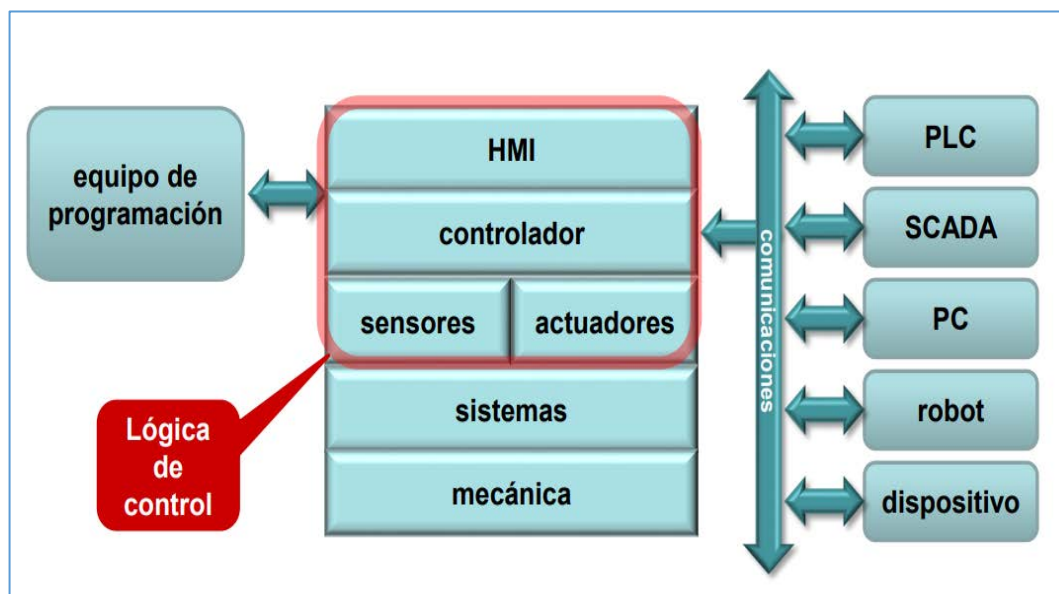 equipo de
programación
HMI
controlador
sensores
actuadores
sistemas
mecánica
Lógica
de
control
comunicaciones
PLC
SCADA
PC
robot
dispositivo